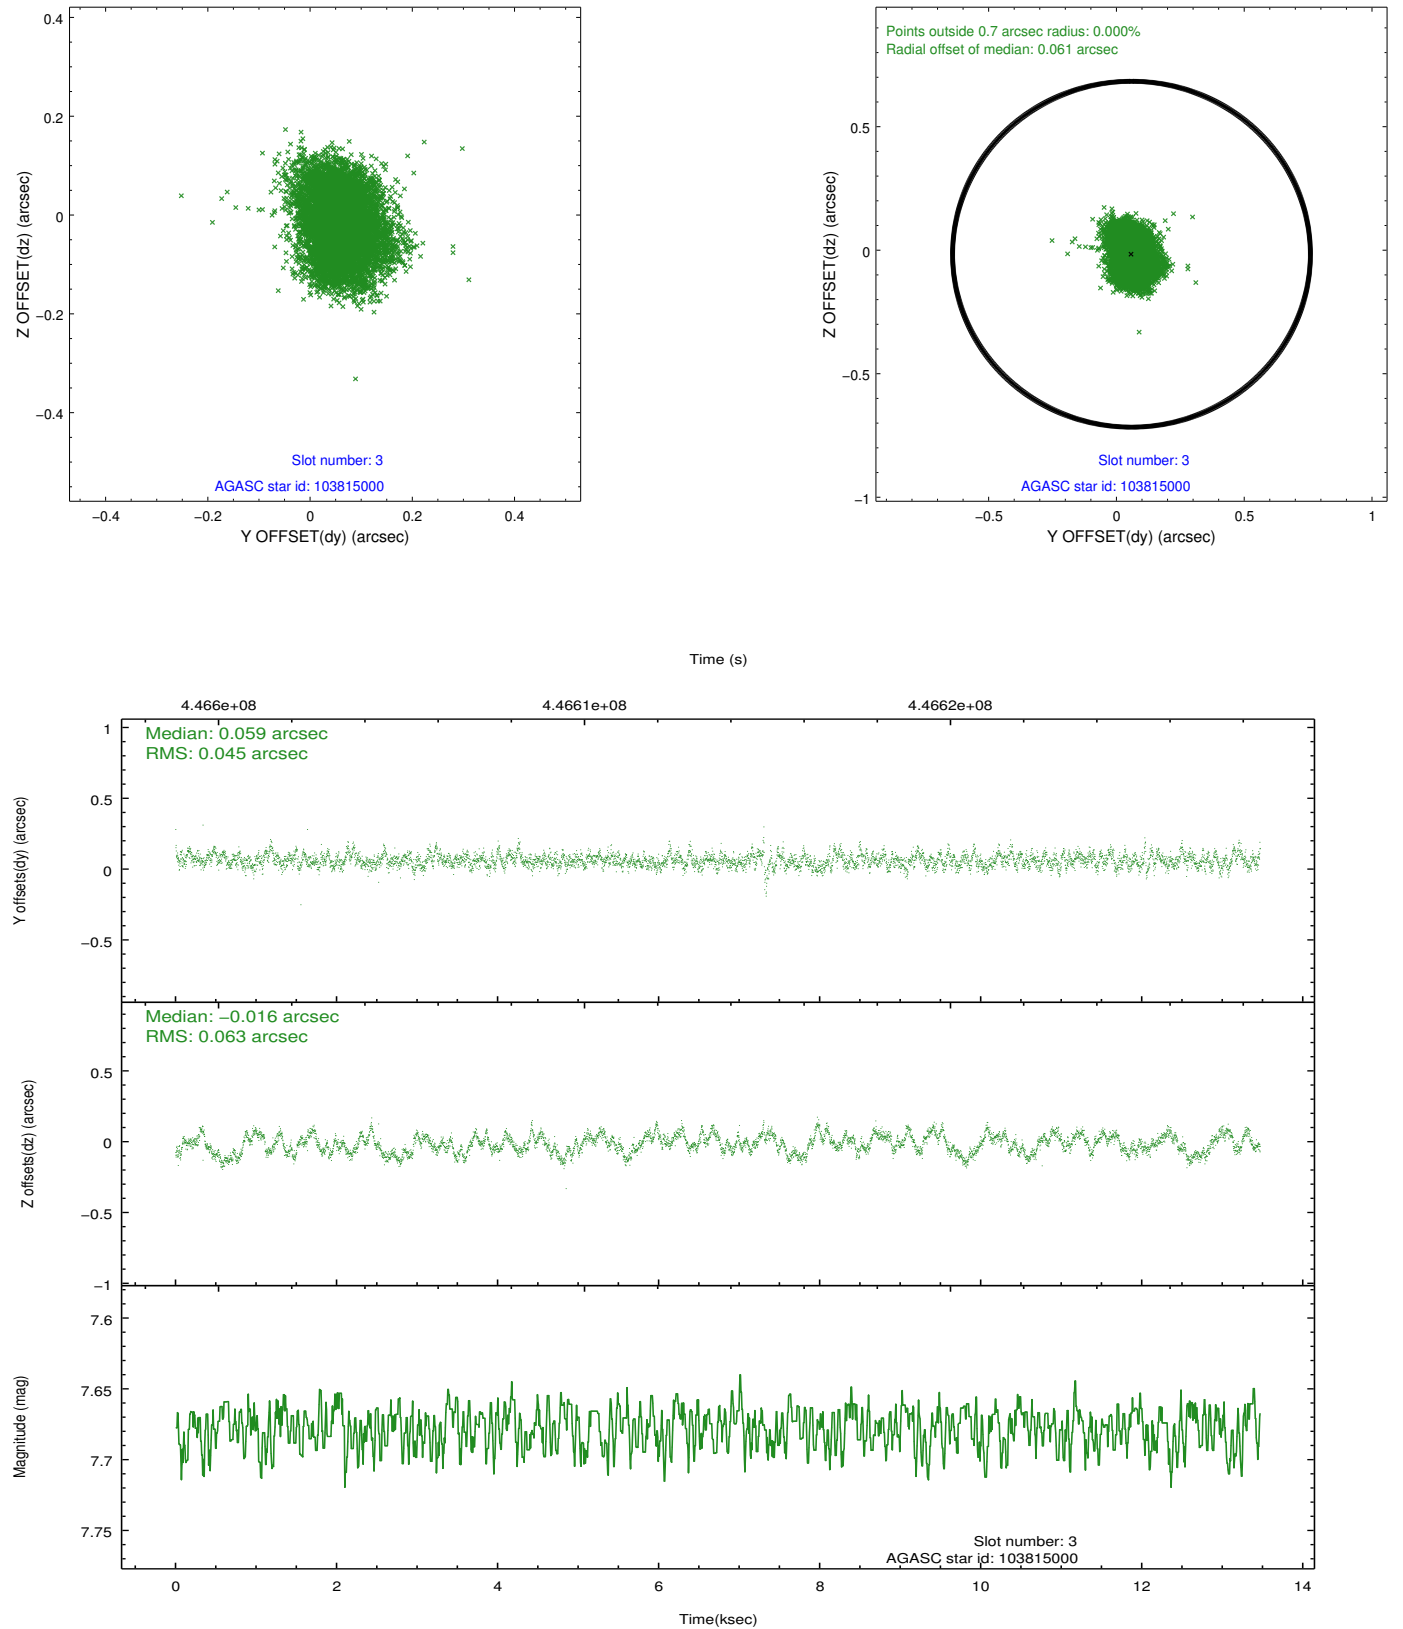 0.4
0.2
0
−0.2
−0.4
Z OFFSET(dz) (arcsec)
Slot number: 3
AGASC star id: 103815000
−0.4 −0.2 0 0.2 0.4
Y OFFSET(dy) (arcsec)
Points outside 0.7 arcsec radius: 0.000%
Radial offset of median: 0.061 arcsec
0.5
0
−0.5
−1
Z OFFSET(dz) (arcsec)
Slot number: 3
AGASC star id: 103815000
−0.5 0 0.5 1
Y OFFSET(dy) (arcsec)
Time (s)
4.466e+08 4.4661e+08 4.4662e+08
Median: 0.059 arcsec
RMS: 0.045 arcsec
1
0.5
0
−0.5
Y offsets(dy) (arcsec)
Median: −0.016 arcsec
RMS: 0.063 arcsec
0.5
0
−0.5
−1
Z offsets(dz) (arcsec)
7.6
7.65
7.7
7.75
Magnitude (mag)
Slot number: 3
AGASC star id: 103815000
0 2 4 6 8 10 12 14
Time(ksec)